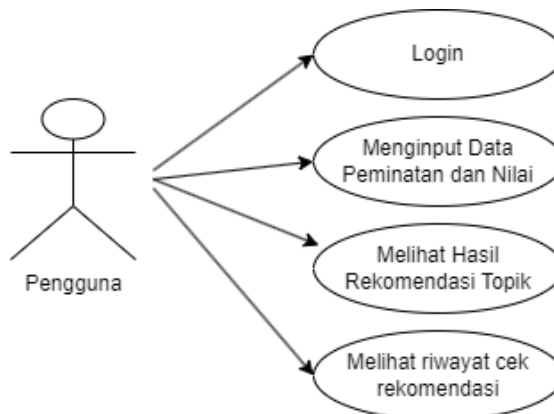 Login
Menginput Data
Peminatan dan Nilai
Melihat Hasil
Rekomendasi Topik
Pengguna
Melihat riwayat cek
rekomendasi